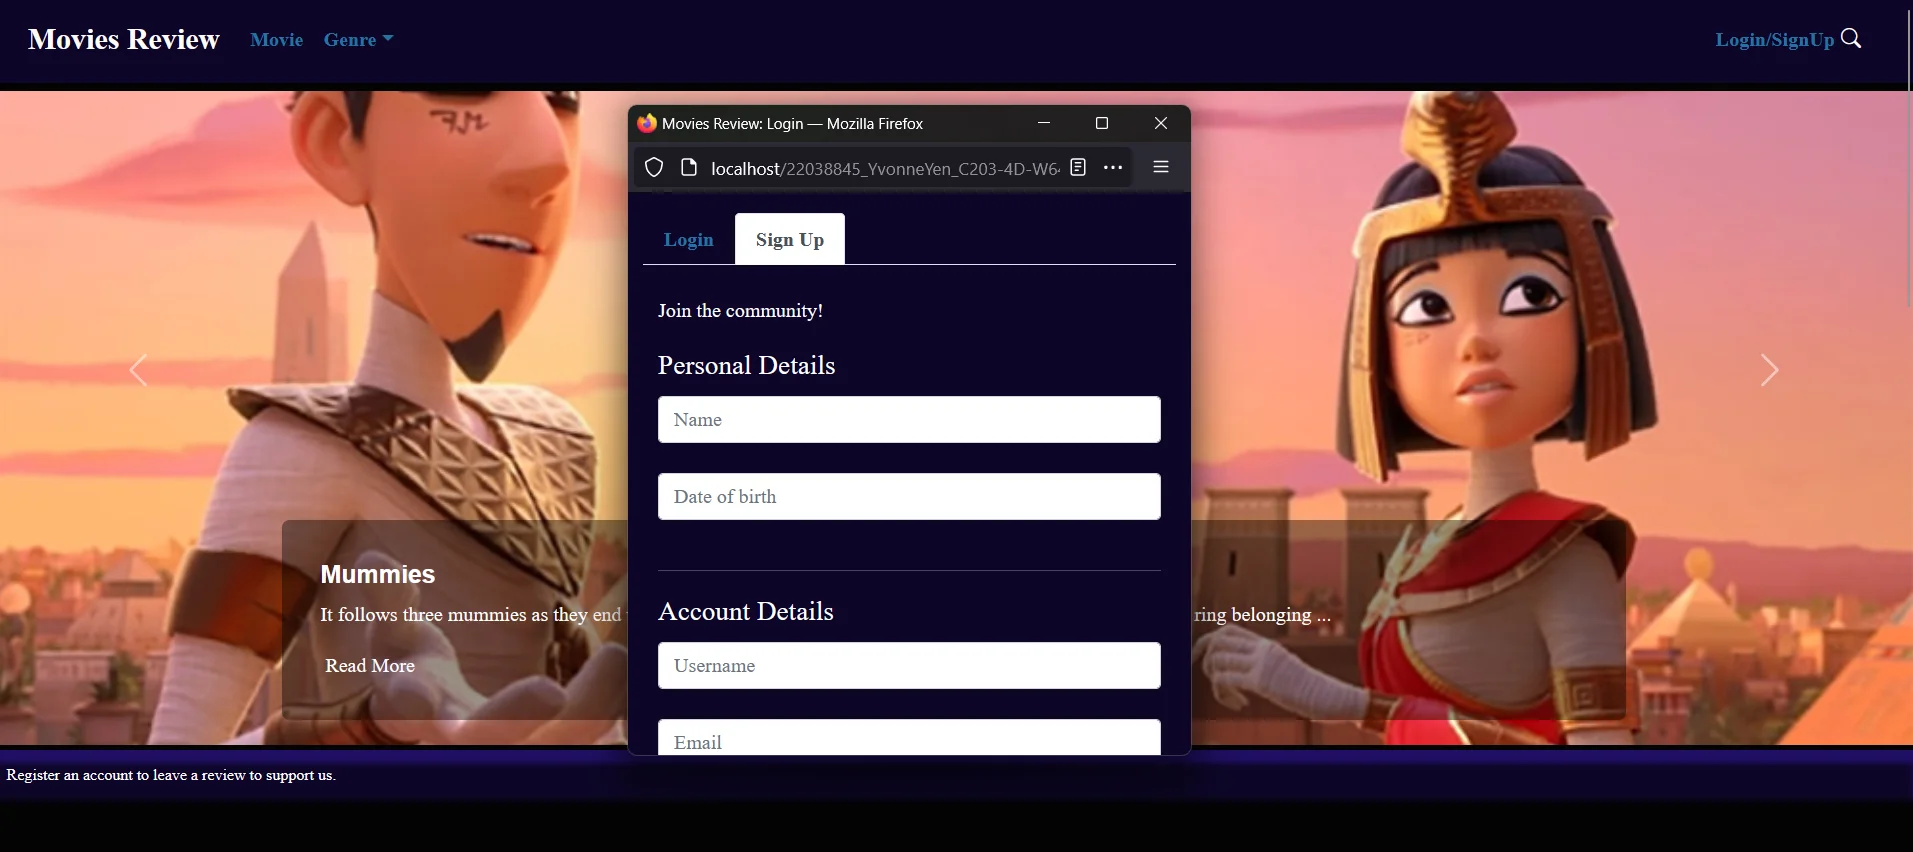 Movies Review Movie Genre Login/SignUp
Movies Review: Login — Mozilla Firefox
localhost/22038845_YvonneYen_C203-4D-W64
Login Sign Up
Join the community!
Personal Details
Name
Date of birth
Mummies
It follows three mummies as they end
ring belonging ...
Read More
Account Details
Username
Email
Register an account to leave a review to support us.